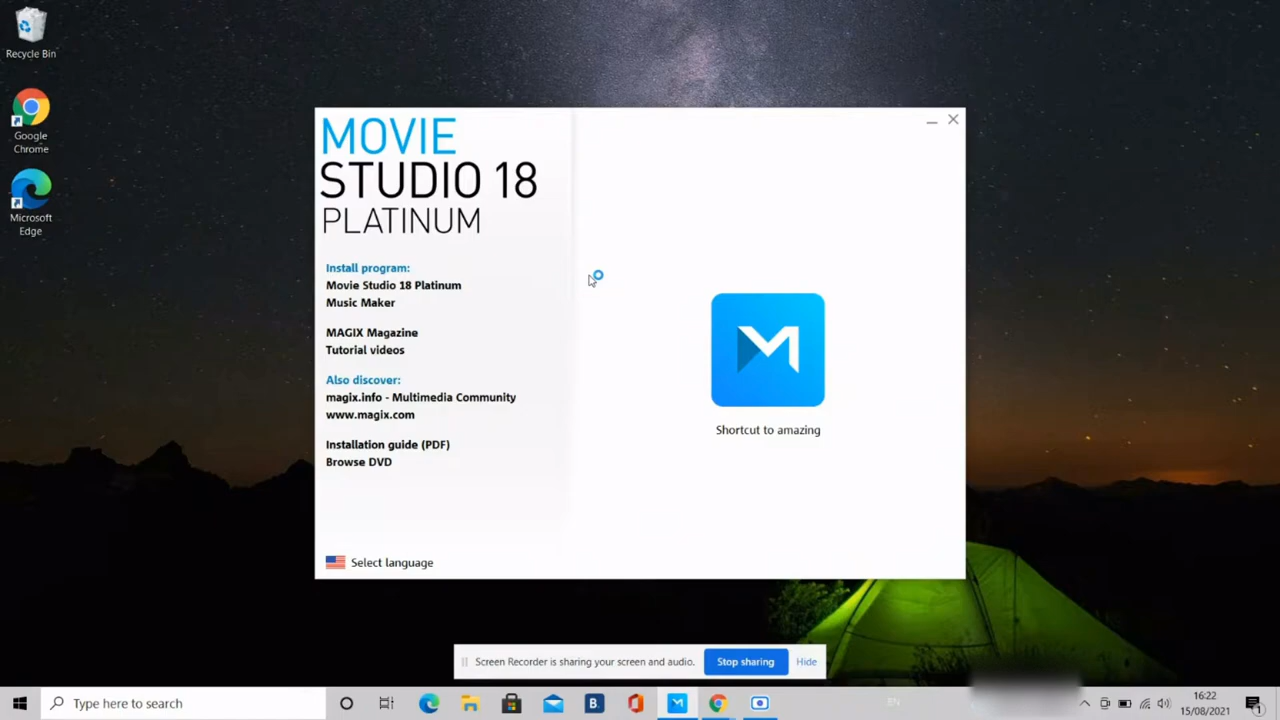 Recycle Bin
Google
Chrome
Microsoft
Edge
MOVIE
STUDIO 18
PLATINUM
Install program:
Movie Studio 18 Platinum
Music Maker
MAGIX Magazine
Tutorial videos
Also discover:
magix.info - Multimedia Community
www.magix.com
Installation guide (PDF)
Browse DVD
Select language
Shortcut to amazing
Screen Recorder is sharing your screen and audio.
Stop sharing
Hide
Type here to search
B.
EN
16:22
15/08/2021
1